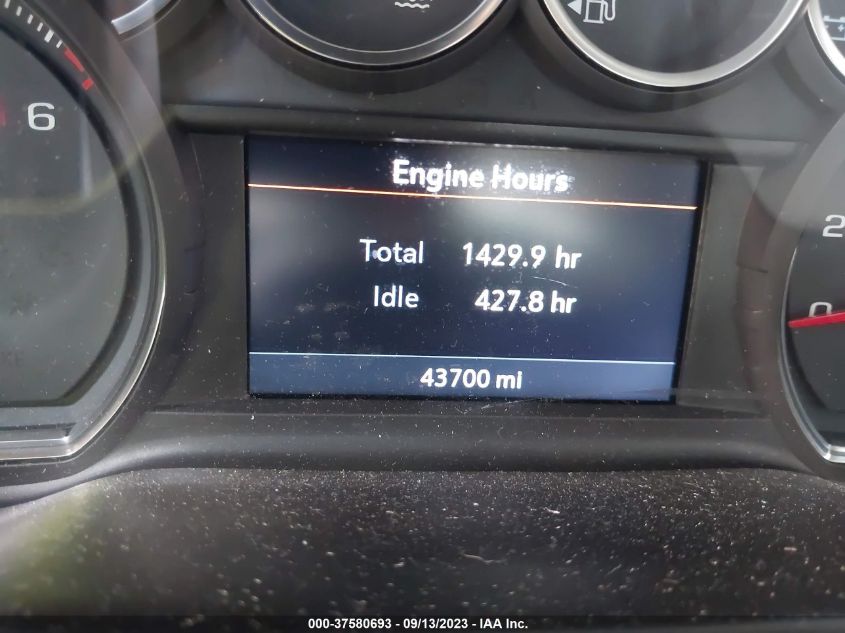 6
Engine Hours
Total 1429.9 hr
Idle 427.8 hr
43700 mi
2
0
000-37580693 - 09/13/2023 - IAA Inc.